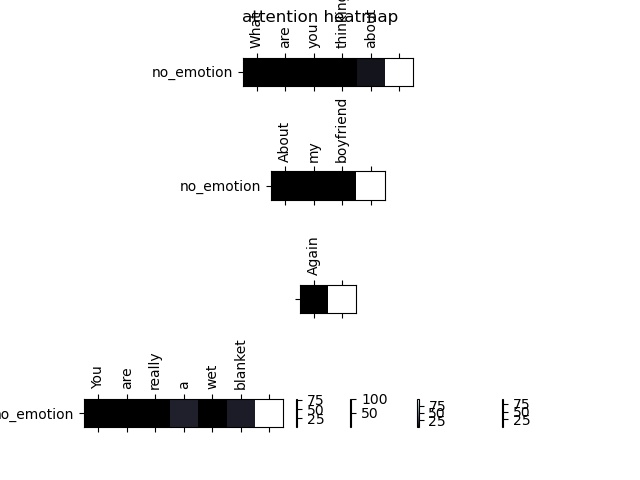 attention heatmap
What are you thinking about
no_emotion
About my boyfriend
no_emotion
Again
You are really a wet blanket
no_emotion
75 50 25
100 50
75 50 25
75 50 25